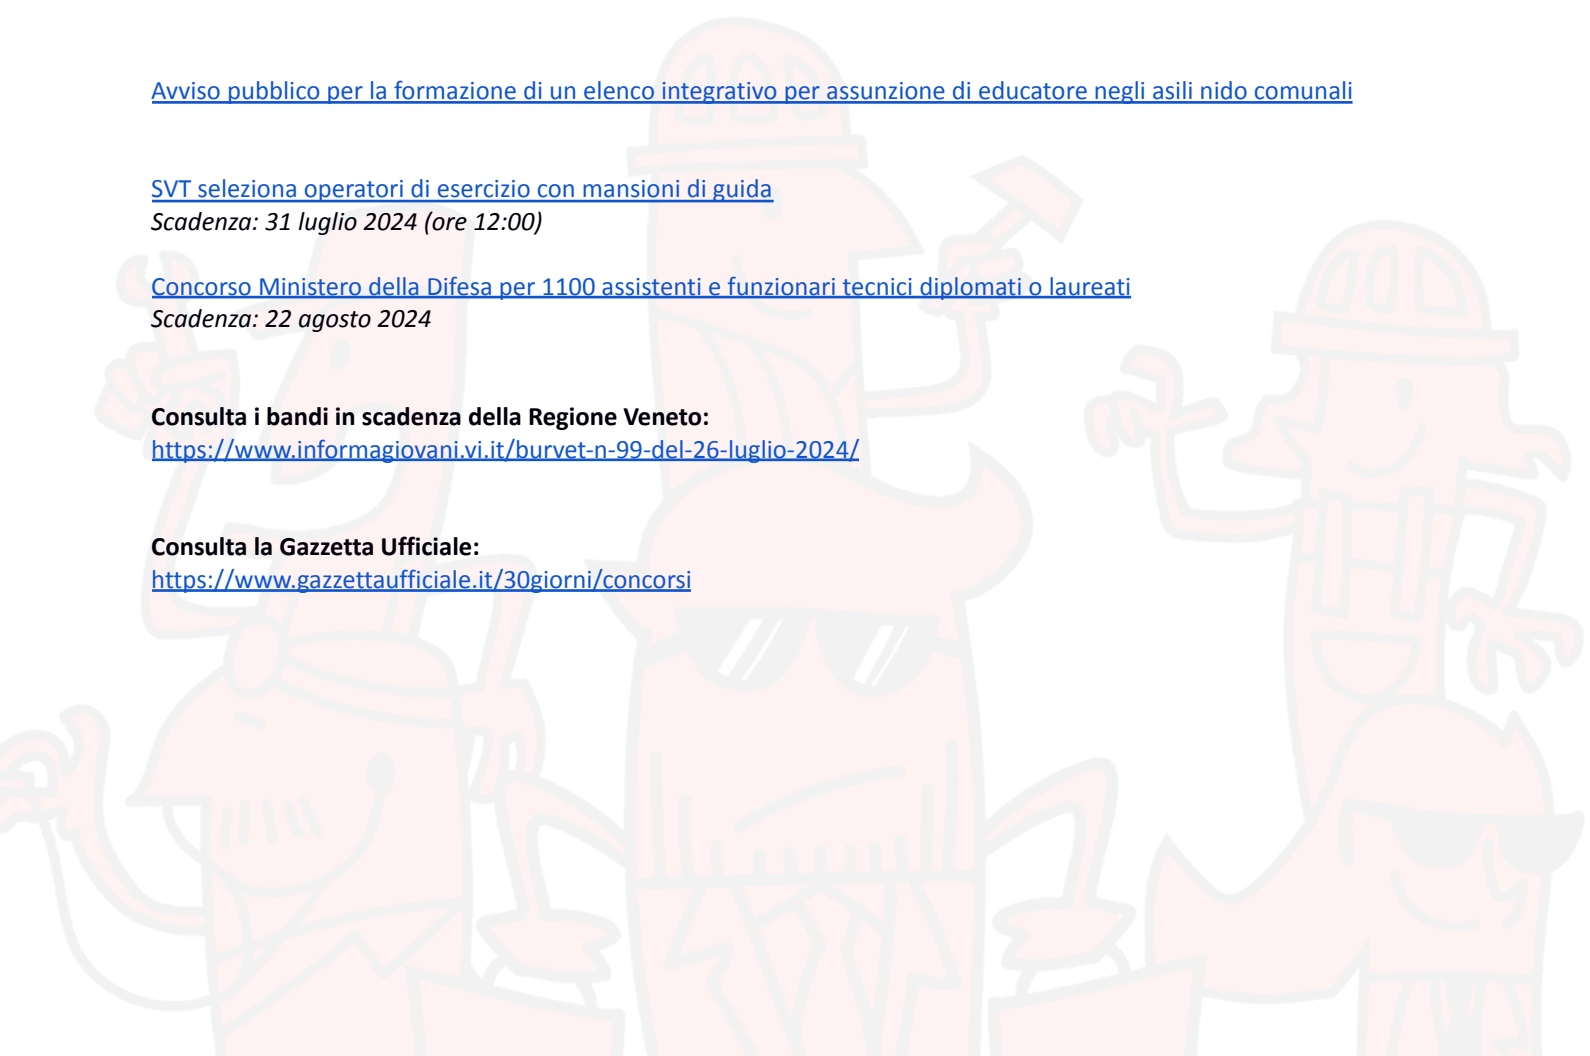 Avviso pubblico per la formazione di un elenco integrativo per assunzione di educatore negli asili nido comunali
SVT seleziona operatori di esercizio con mansioni di guida
Scadenza: 31 luglio 2024 (ore 12:00)
Concorso Ministero della Difesa per 1100 assistenti e funzionari tecnici diplomati o laureati
Scadenza: 22 agosto 2024
Consulta i bandi in scadenza della Regione Veneto:
https://www.informagiovani.vi.it/burvet-n-99-del-26-luglio-2024/
Consulta la Gazzetta Ufficiale:
https://www.gazzettaufficiale.it/30giorni/concorsi